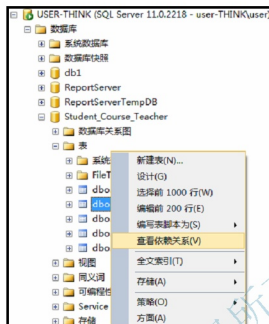 USER-THINK (SQL Server 11.0.2218 - user-THINK\user)
数据库
系统数据库
数据库快照
db1
ReportServer
ReportServerTempDB
Student_Course_Teacher
数据库关系图
表
系统
FileT
dbo
dbo
dbo
dbo
视图
同义词
可编程性
Service
存储
新建表(N)...
设计(G)
选择前 1000 行(W)
编辑前 200 行(E)
编写表脚本为(S)
查看依赖关系(V)
全文索引(T)
存储(A)
策略(O)
方面(A)